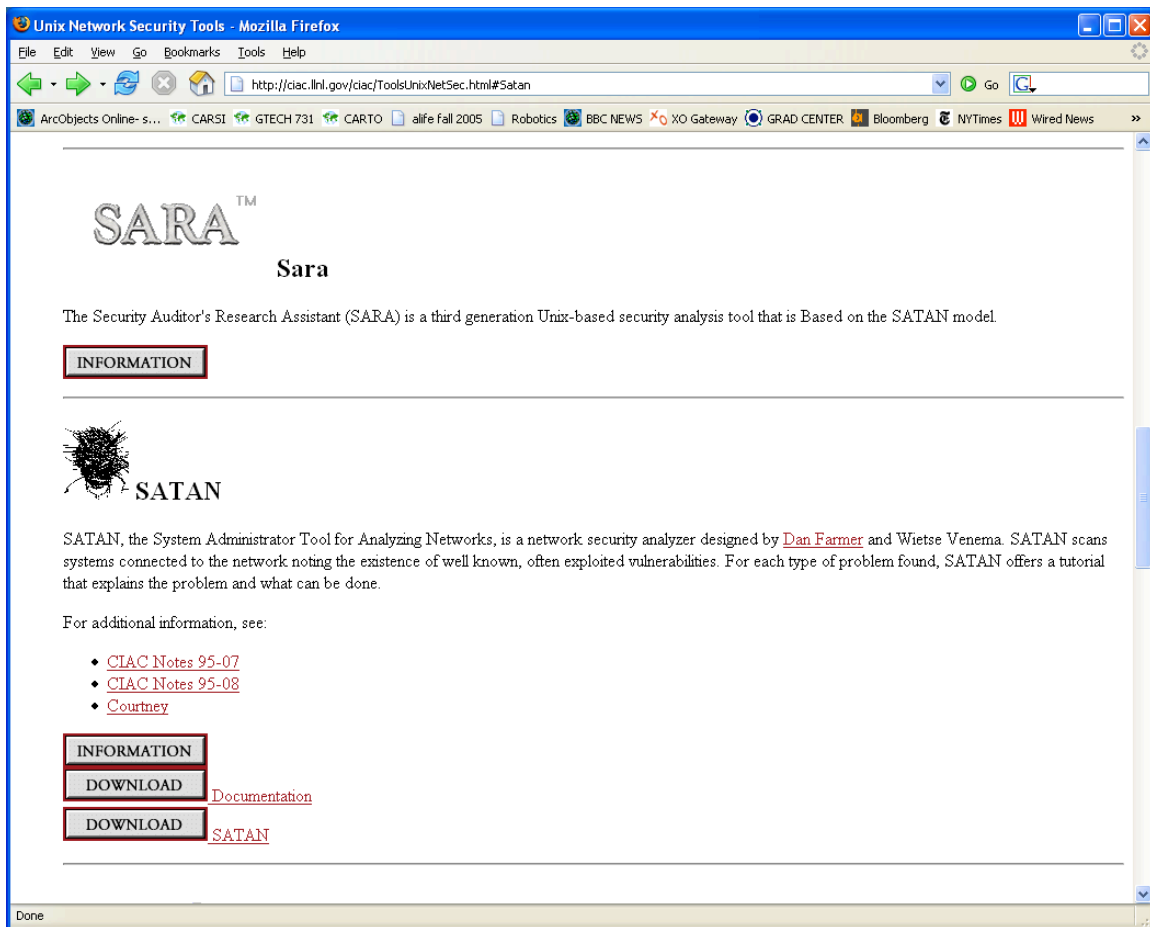 Unix Network Security Tools - Mozilla Firefox
File Edit View Go Bookmarks Tools Help
http://ciac.llnl.gov/ciac/ToolsUnixNetSec.html#Satan Go G
ArcObjects Online- s... CARSI GTECH 731 CARTO alife fall 2005 Robotics BBC NEWS XO Gateway GRAD CENTER Bloomberg NYTimes Wired News »
SARA™
Sara
The Security Auditor's Research Assistant (SARA) is a third generation Unix-based security analysis tool that is Based on the SATAN model.
INFORMATION
SATAN
SATAN, the System Administrator Tool for Analyzing Networks, is a network security analyzer designed by Dan Farmer and Wietse Venema. SATAN scans
systems connected to the network noting the existence of well known, often exploited vulnerabilities. For each type of problem found, SATAN offers a tutorial
that explains the problem and what can be done.
For additional information, see:
• CIAC Notes 95-07
• CIAC Notes 95-08
• Courtney
INFORMATION
DOWNLOAD Documentation
DOWNLOAD SATAN
Done